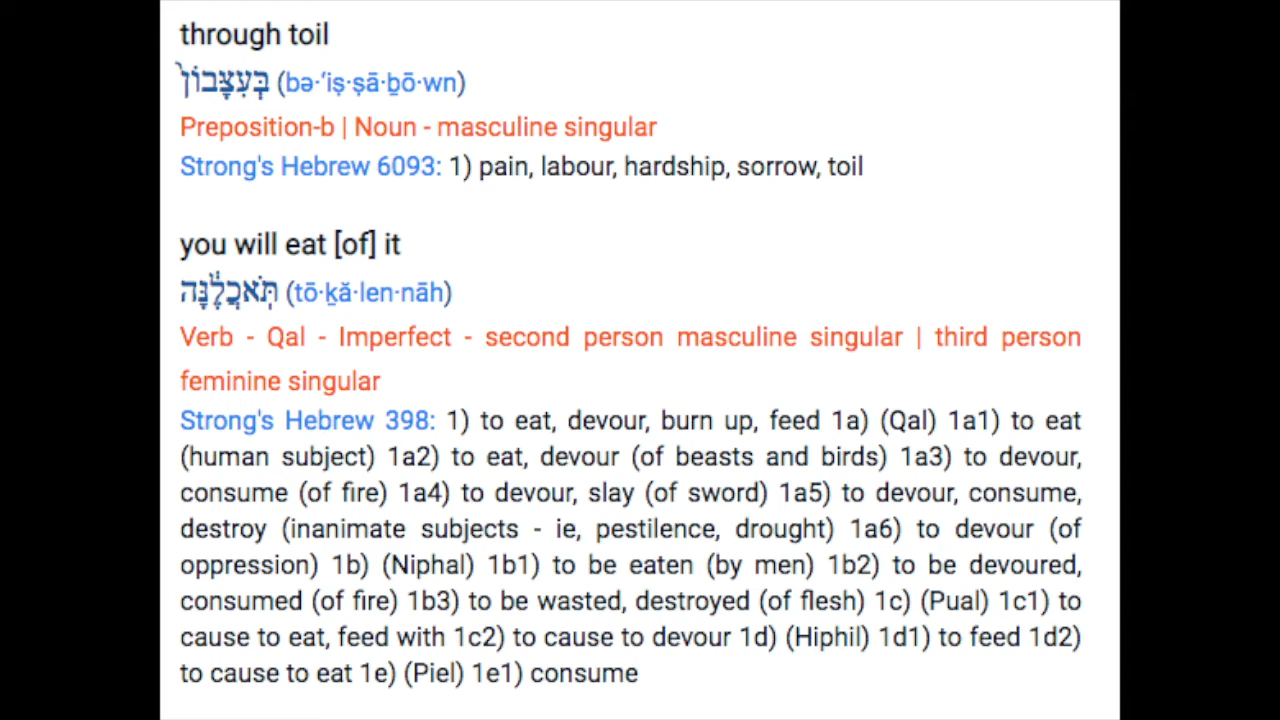 through toil
בְּעִצָּבוֹן֙ (bə·‘iṣ·ṣā·ḇō·wn)
Preposition-b | Noun - masculine singular
Strong's Hebrew 6093: 1) pain, labour, hardship, sorrow, toil
you will eat [of] it
תֹּֽאכֲלֶ֔נָּה (tō·ḵă·len·nāh)
Verb - Qal - Imperfect - second person masculine singular | third person
feminine singular
Strong's Hebrew 398: 1) to eat, devour, burn up, feed 1a) (Qal) 1a1) to eat
(human subject) 1a2) to eat, devour (of beasts and birds) 1a3) to devour,
consume (of fire) 1a4) to devour, slay (of sword) 1a5) to devour, consume,
destroy (inanimate subjects - ie, pestilence, drought) 1a6) to devour (of
oppression) 1b) (Niphal) 1b1) to be eaten (by men) 1b2) to be devoured,
consumed (of fire) 1b3) to be wasted, destroyed (of flesh) 1c) (Pual) 1c1) to
cause to eat, feed with 1c2) to cause to devour 1d) (Hiphil) 1d1) to feed 1d2)
to cause to eat 1e) (Piel) 1e1) consume